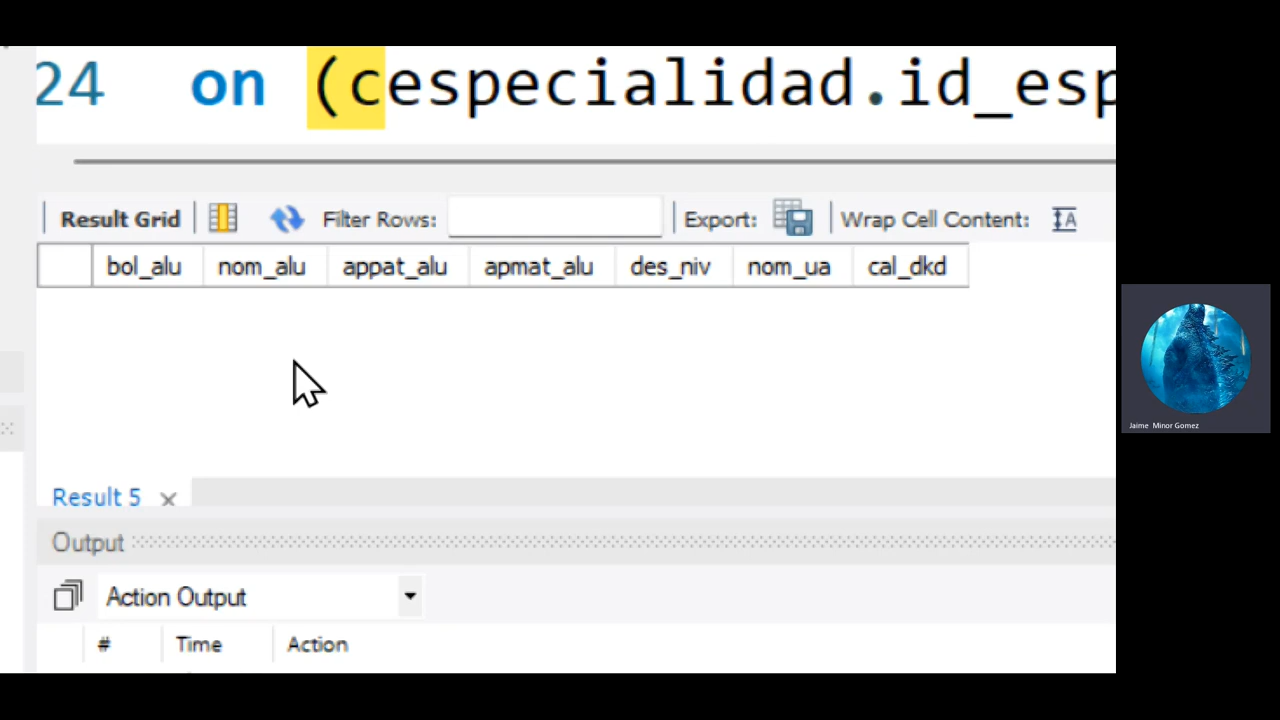 24 on (cespecialidad.id_esp
Result Grid Filter Rows: Export: Wrap Cell Content:
bol_alu nom_alu appat_alu apmat_alu des_niv nom_ua cal_dkd
Jaime Minor Gomez
Result 5
Output
Action Output
# Time Action